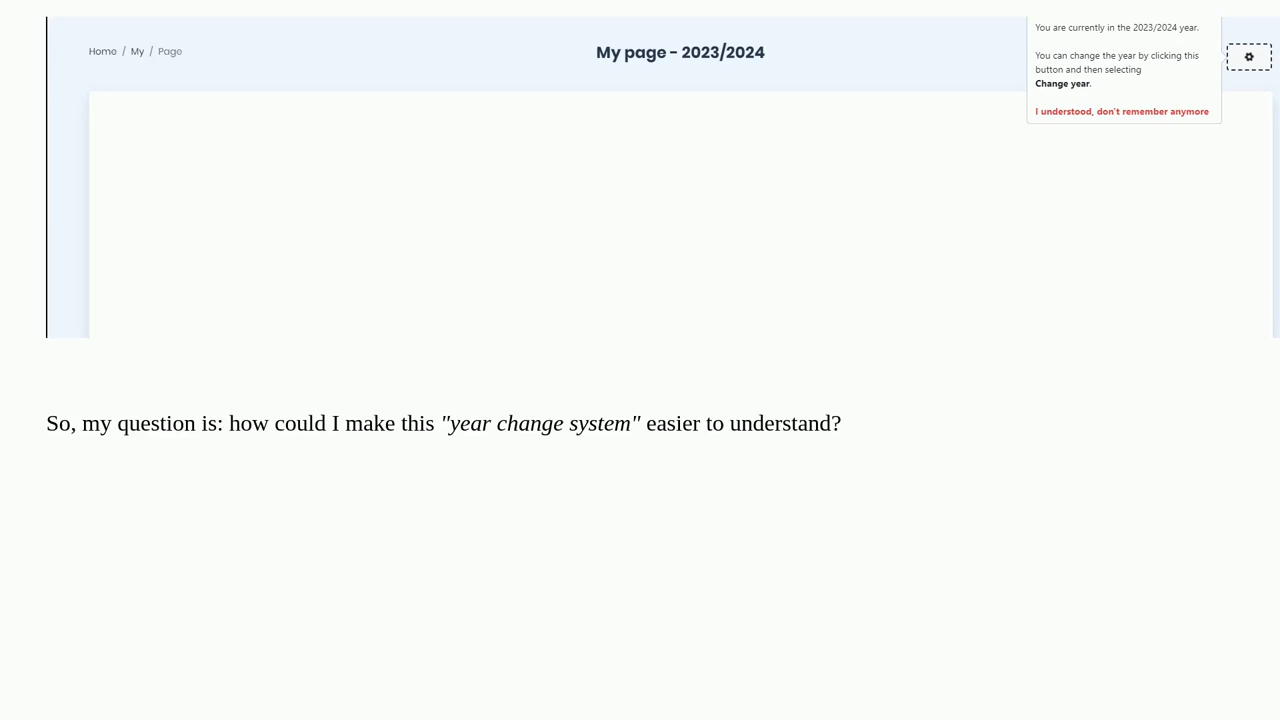 You are currently in the 2023/2024 year.
Home / My / Page
My page - 2023/2024
You can change the year by clicking this
button and then selecting
Change year.
I understood, don't remember anymore
So, my question is: how could I make this "year change system" easier to understand?